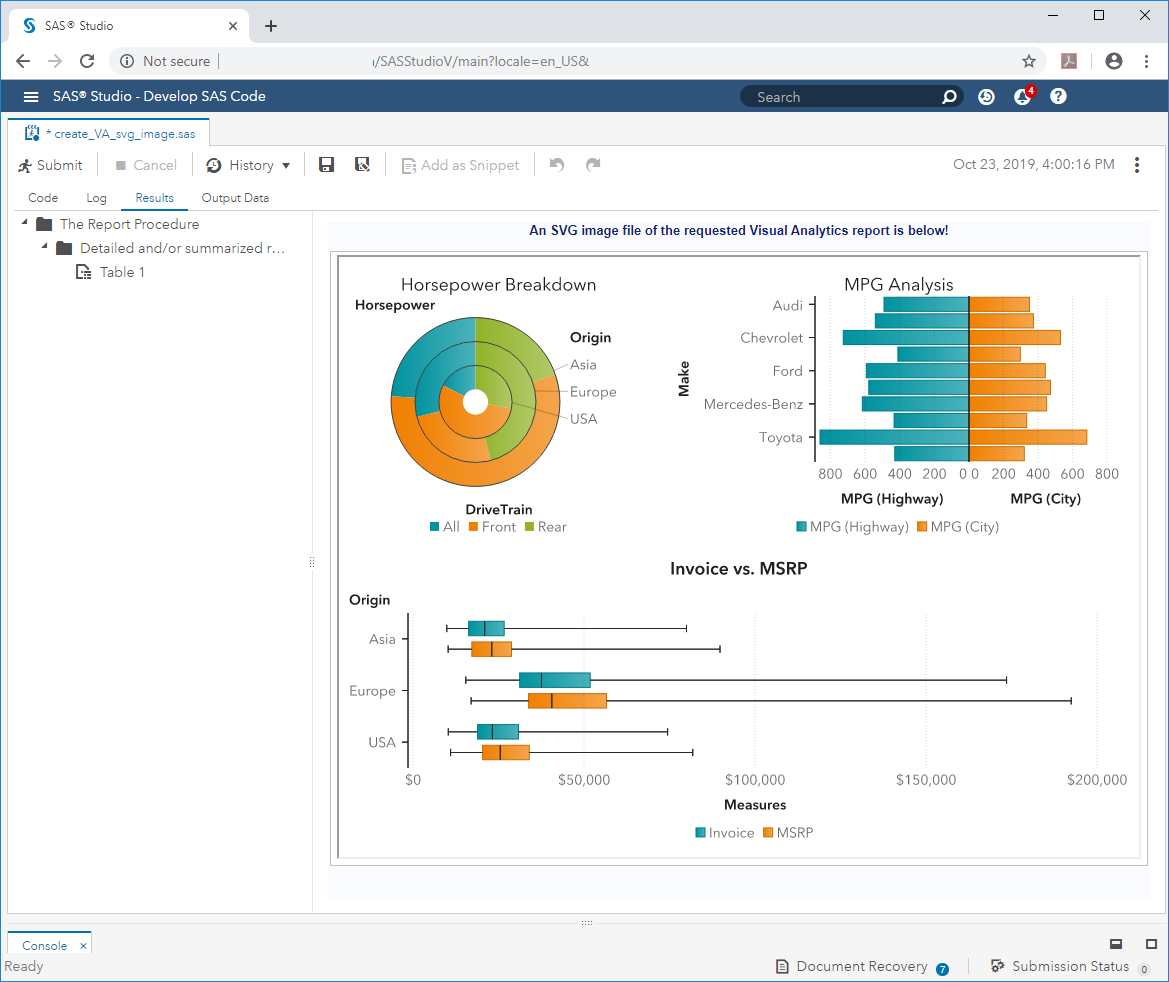 SAS® Studio
Not secure
/SASStudioV/main?locale=en_US&
SAS® Studio - Develop SAS Code
Search
4
* create_VA_svg_image.sas
Submit
Cancel
History
Add as Snippet
Oct 23, 2019, 4:00:16 PM
Code Log Results Output Data
The Report Procedure
Detailed and/or summarized r…
Table 1
An SVG image file of the requested Visual Analytics report is below!
Horsepower Breakdown
Horsepower
Origin
Asia
Europe
USA
DriveTrain
All Front Rear
MPG Analysis
Make
Audi
Chevrolet
Ford
Mercedes-Benz
Toyota
800 600 400 200 0 0 200 400 600 800
MPG (Highway) MPG (City)
MPG (Highway) MPG (City)
Invoice vs. MSRP
Origin
Asia
Europe
USA
$0 $50,000 $100,000 $150,000 $200,000
Measures
Invoice MSRP
Console
Ready
Document Recovery 7
Submission Status 0